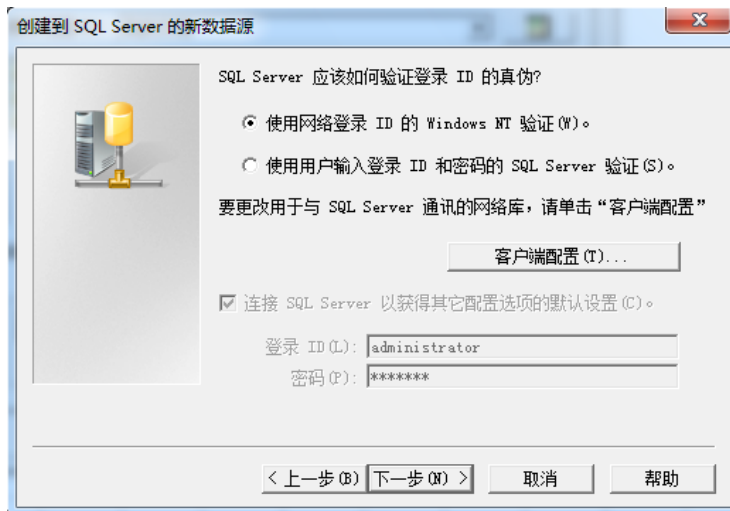 创建到 SQL Server 的新数据源
SQL Server 应该如何验证登录 ID 的真伪?
使用网络登录 ID 的 Windows NT 验证(W)。
使用用户输入登录 ID 和密码的 SQL Server 验证(S)。
要更改用于与 SQL Server 通讯的网络库，请单击“客户端配置”
客户端配置(T)...
连接 SQL Server 以获得其它配置选项的默认设置(C)。
登录 ID(L): administrator
密码(P): *******
< 上一步(B) 下一步(N) > 取消 帮助